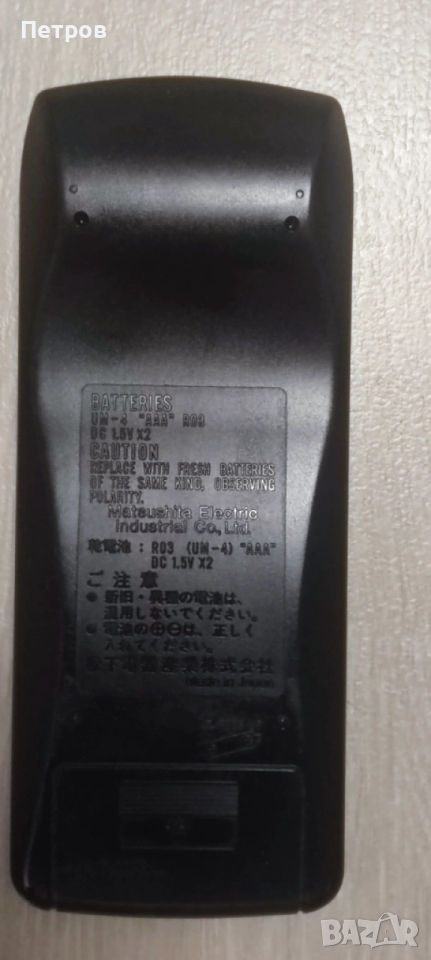 Петров
BATTERIES
UM-4 "AAA" R03
DC 1.5V X2
CAUTION
REPLACE WITH FRESH BATTERIES
OF THE SAME KIND, OBSERVING
POLARITY.
Matsushita Electric
Industrial Co., Ltd.
乾電池 : R03 (UM-4) "AAA"
DC 1.5V X2
ご注意
● 新旧・異種の電池は、
混用しないでください。
● 電池の⊕⊖は、正しく
入れてください。
松下電器産業株式会社
Made in Japan
BAZAR